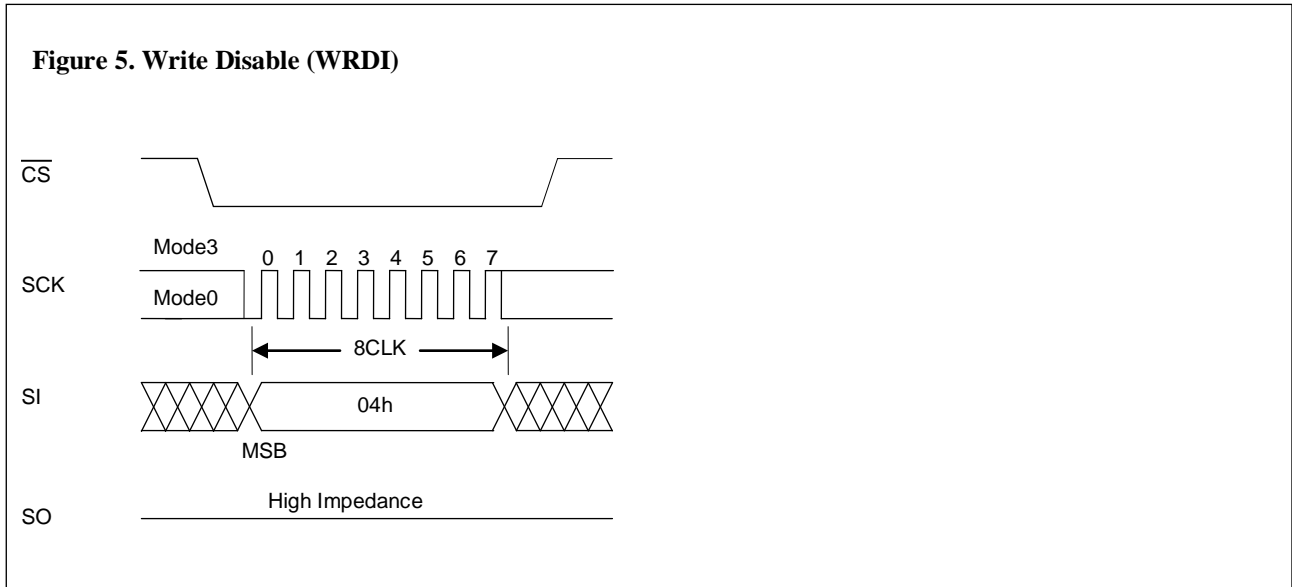 Figure 5. Write Disable (WRDI)
CS
Mode3
0 1 2 3 4 5 6 7
SCK
Mode0
8CLK
SI
04h
MSB
High Impedance
SO